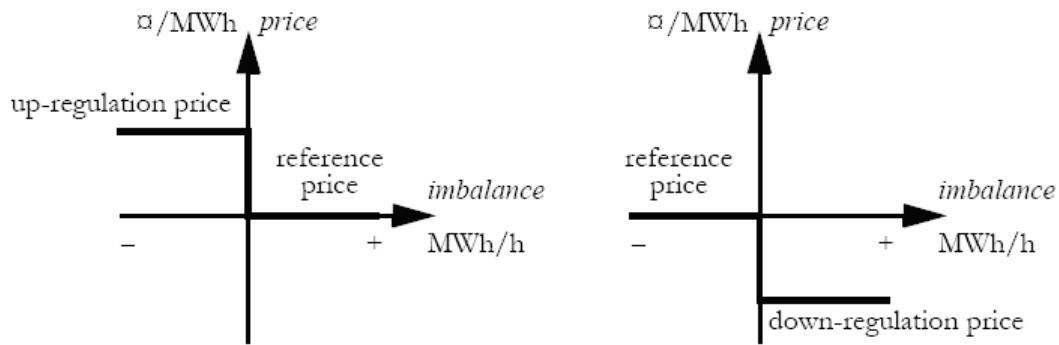 ¤/MWh price
up-regulation price
reference
price
imbalance
– + MWh/h
¤/MWh price
reference
price
imbalance
– + MWh/h
down-regulation price